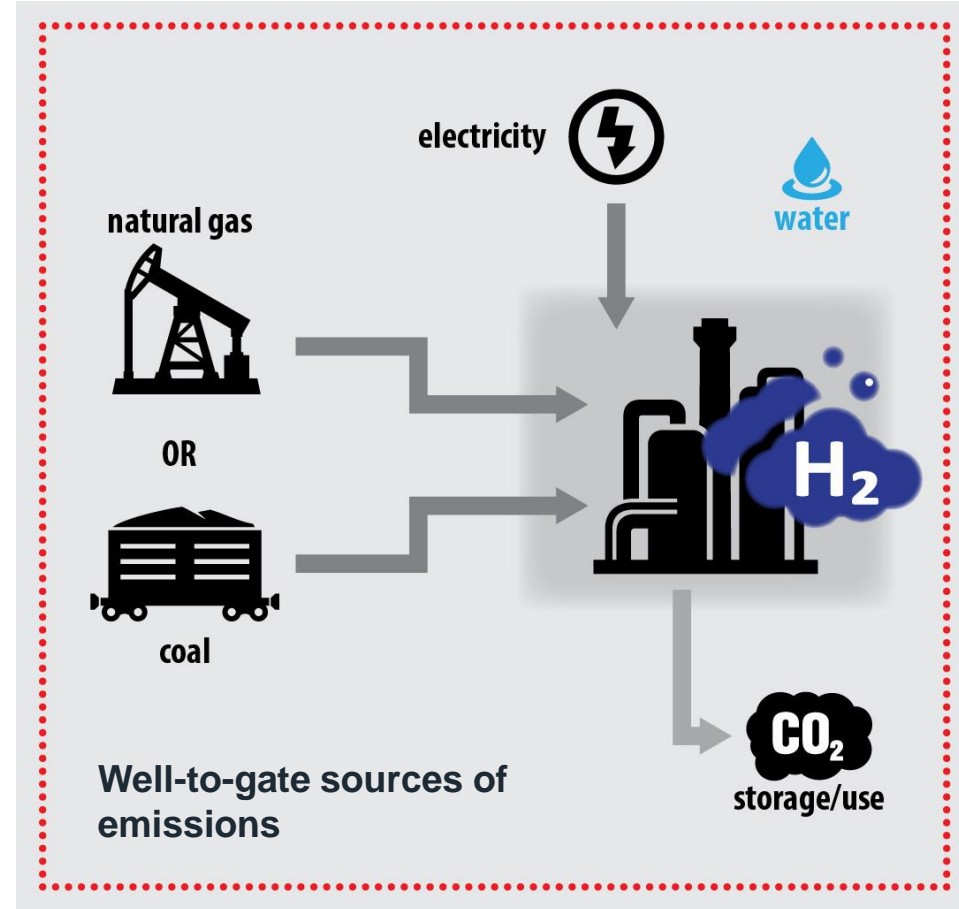 electricity
water
natural gas
OR
coal
H₂
CO₂
storage/use
Well-to-gate sources of
emissions